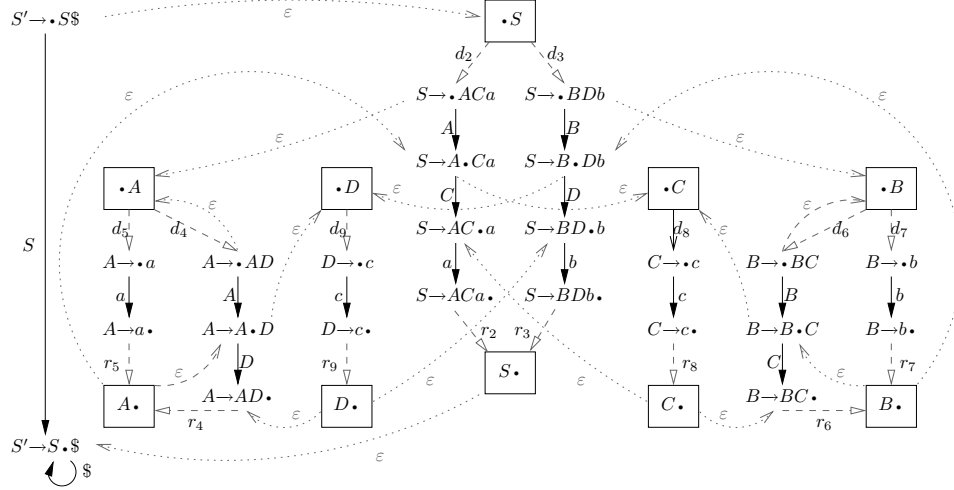 S′→•S$ ε •S
d2 d3
ε S→•ACa S→•BDb ε
ε A B ε
S→A•Ca S→B•Db
•A ε •D ε C D ε •C ε •B
S d5 d4 d9 S→AC•a S→BD•b d8 d6 d7
A→•a A→•AD D→•c a b C→•c B→•BC B→•b
a A ε c S→ACa• S→BDb• c B ε b
A→a• A→A•D D→c• r2 r3 C→c• B→B•C B→b•
r5 ε D r9 S• r8 C ε r7
A• A→AD• D• ε ε C• B→BC• B•
r4 ε ε r6
S′→S•$ ε
$